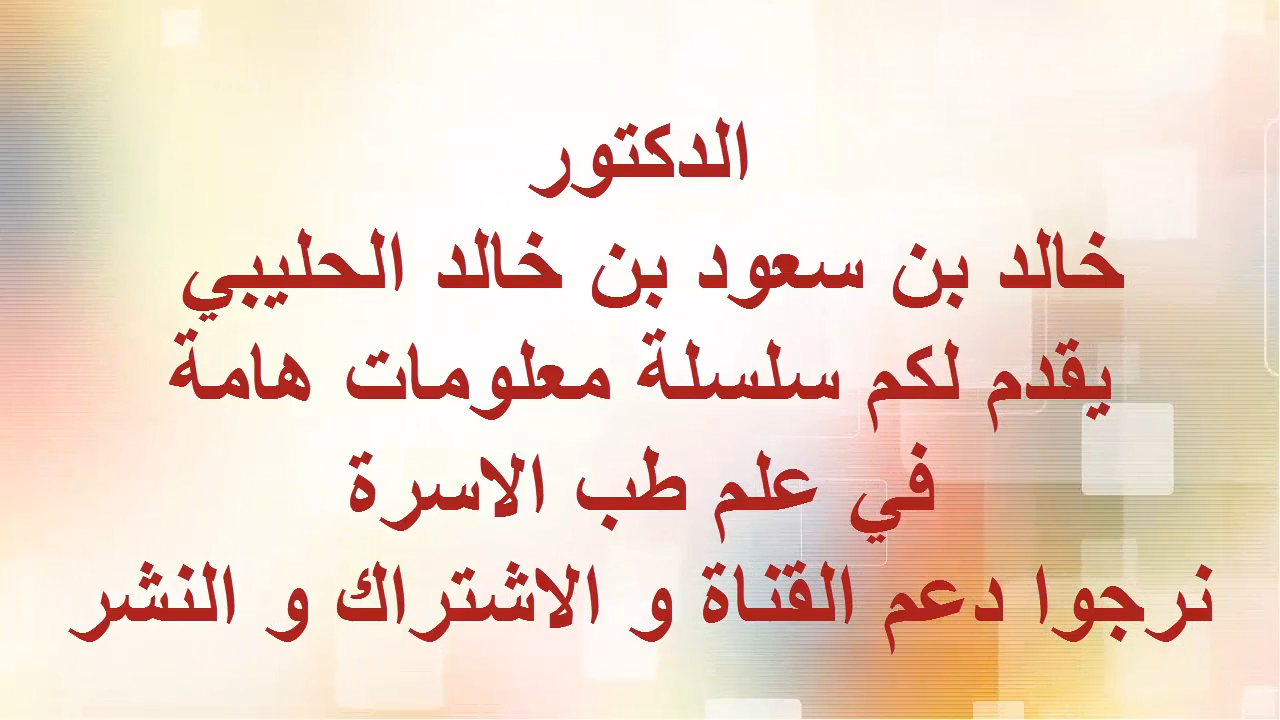 الدكتور
خالد بن سعود بن خالد الحليبي
يقدم لكم سلسلة معلومات هامة
في علم طب الاسرة
نرجوا دعم القناة و الاشتراك و النشر